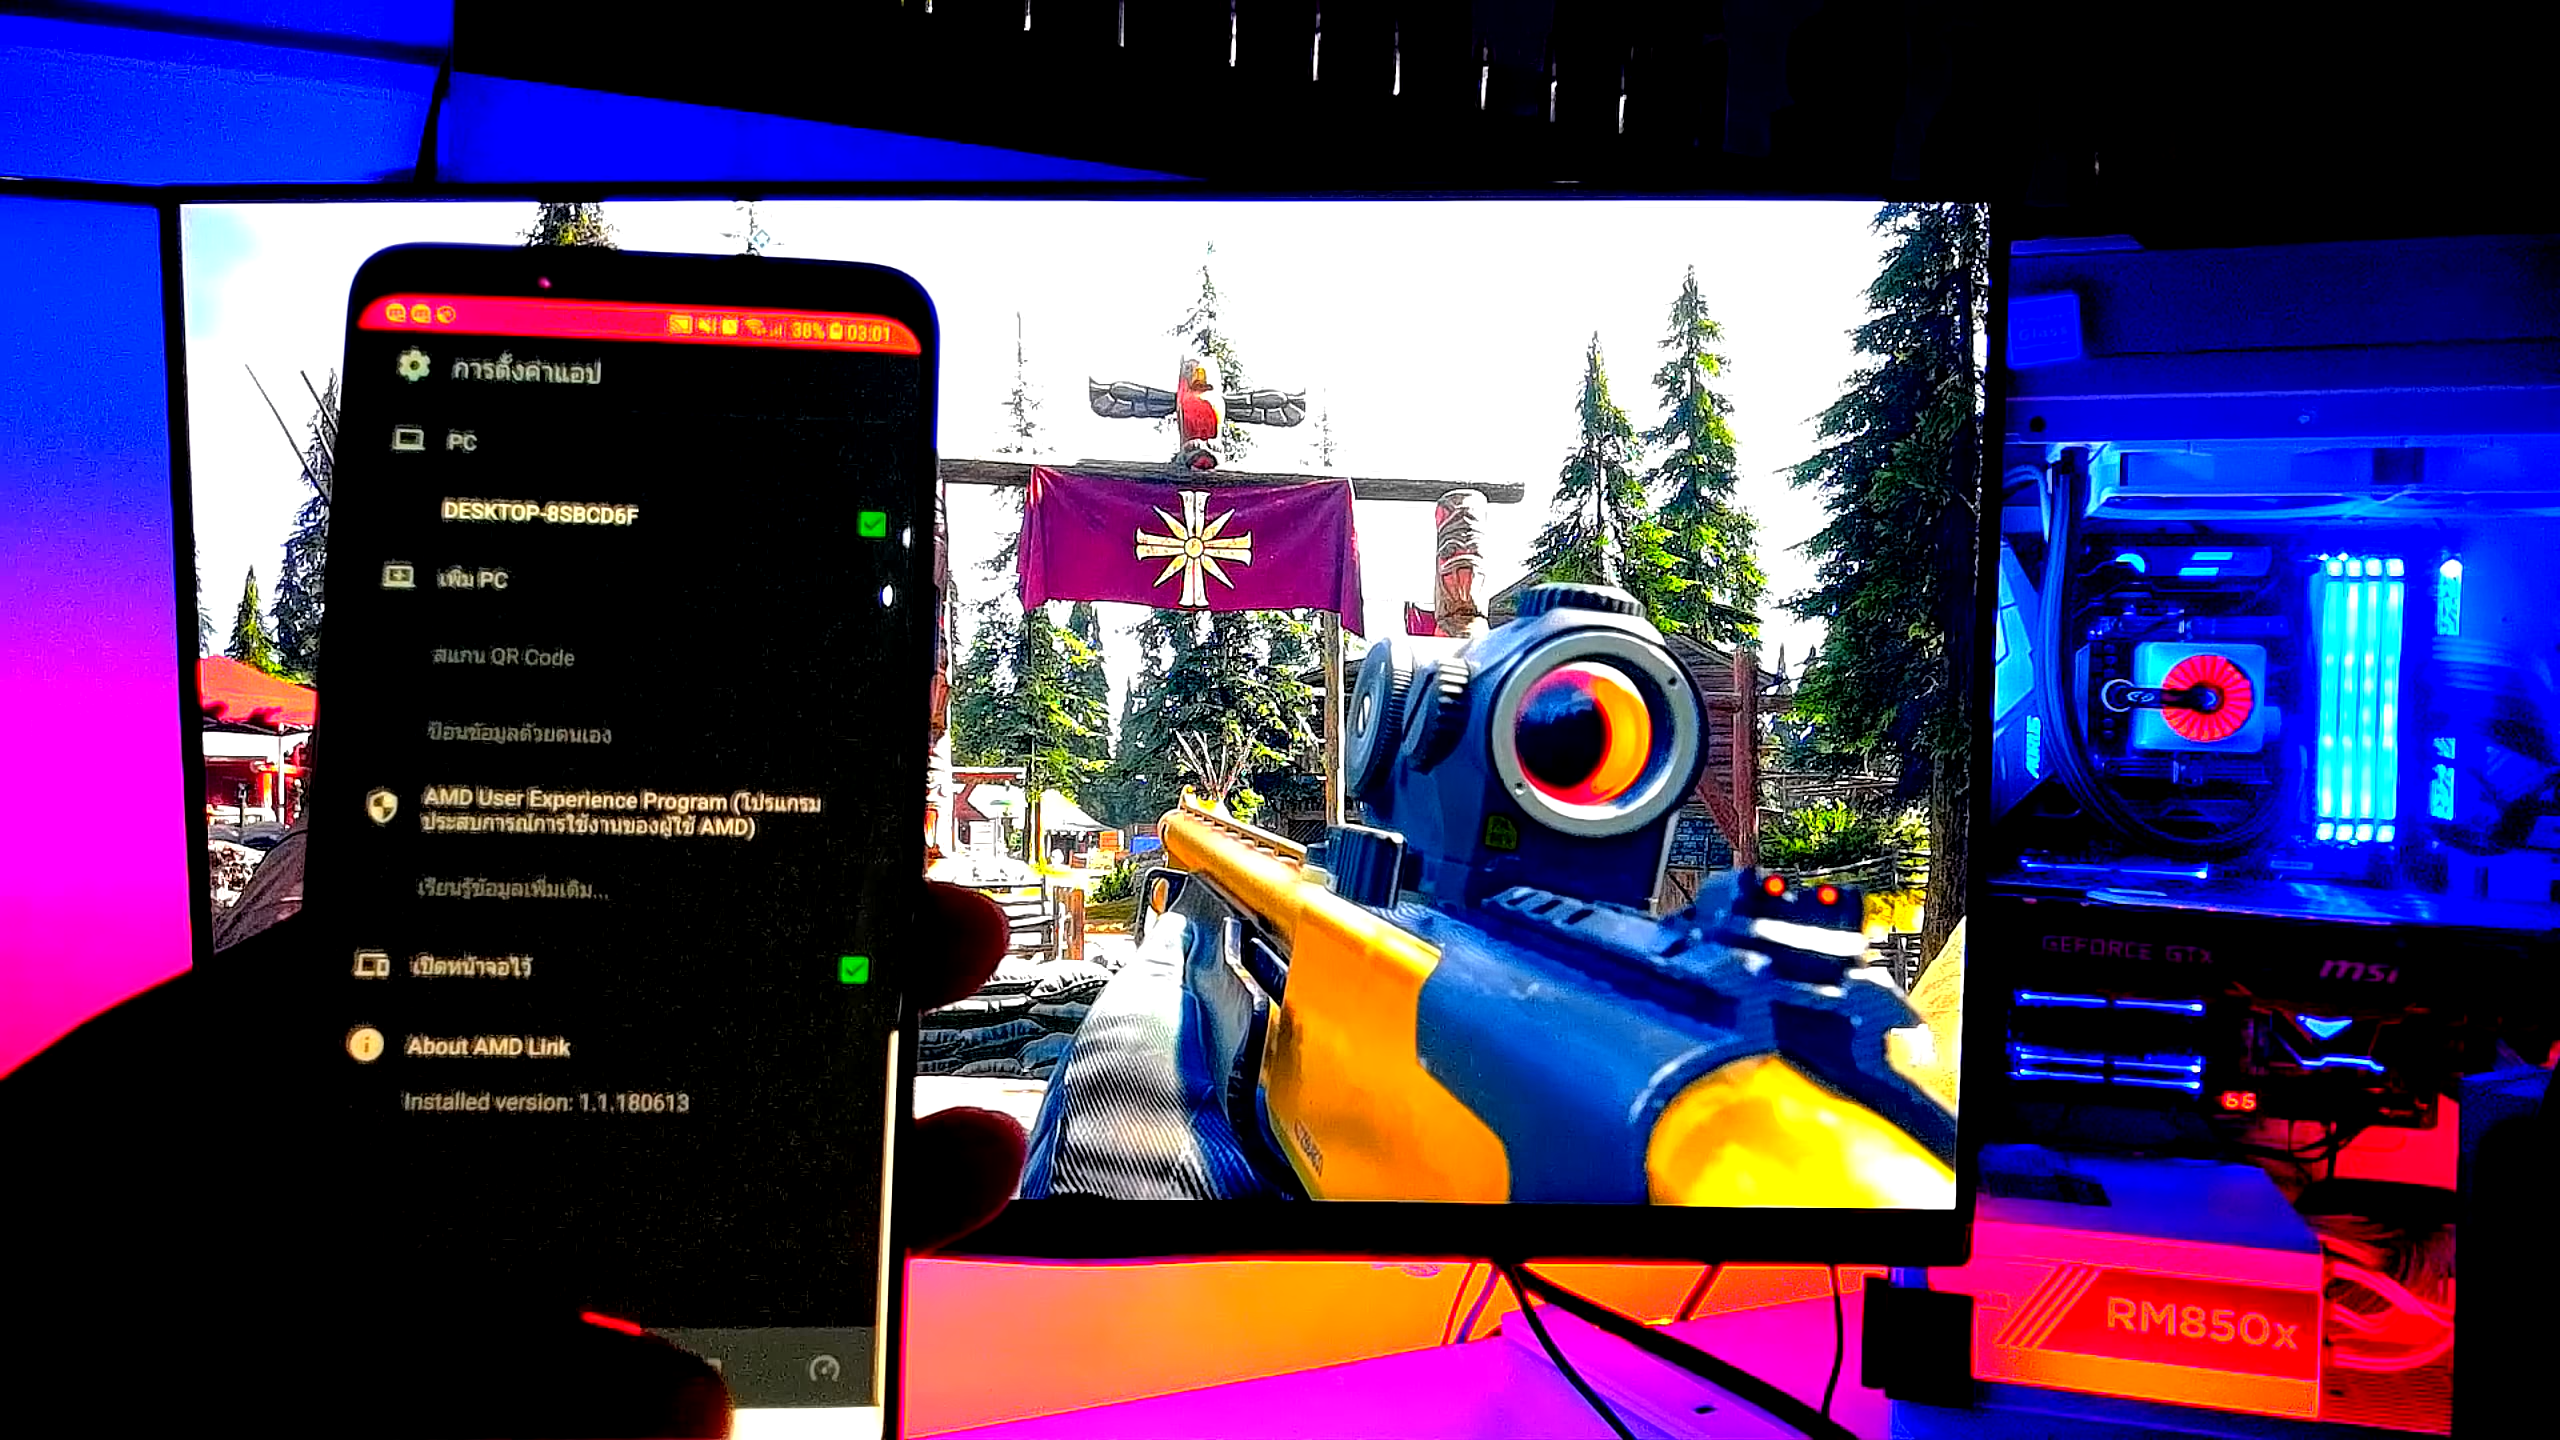 38% 03:01
การตั้งค่าแอป
PC
DESKTOP-8SBCD6F
เพิ่ม PC
สแกน QR Code
ป้อนข้อมูลด้วยตนเอง
AMD User Experience Program (โปรแกรม
ประสบการณ์การใช้งานของผู้ใช้ AMD)
เรียนรู้ข้อมูลเพิ่มเติม...
เปิดหน้าจอไว้
About AMD Link
Installed version: 1.1.180613
GEFORCE GTX
msi
66
RM850x